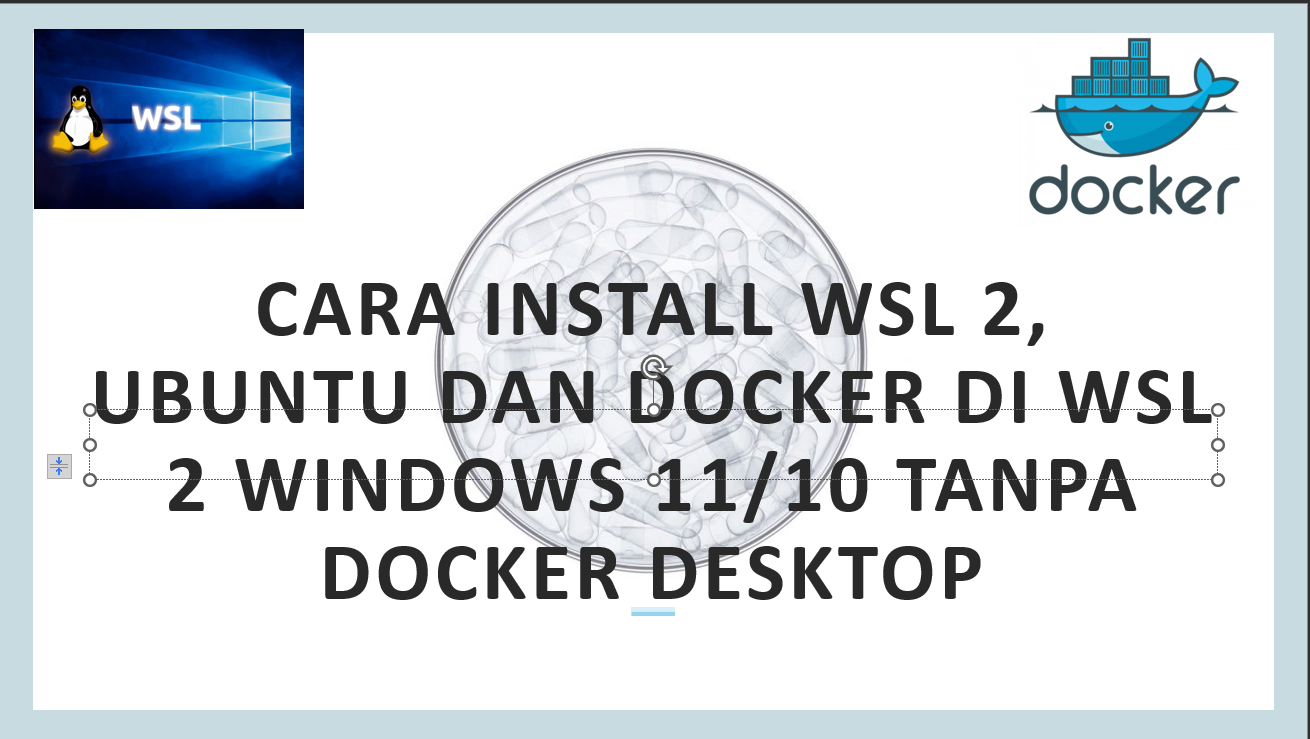 WSL
docker
CARA INSTALL WSL 2,
UBUNTU DAN DOCKER DI WSL
2 WINDOWS 11/10 TANPA
DOCKER DESKTOP